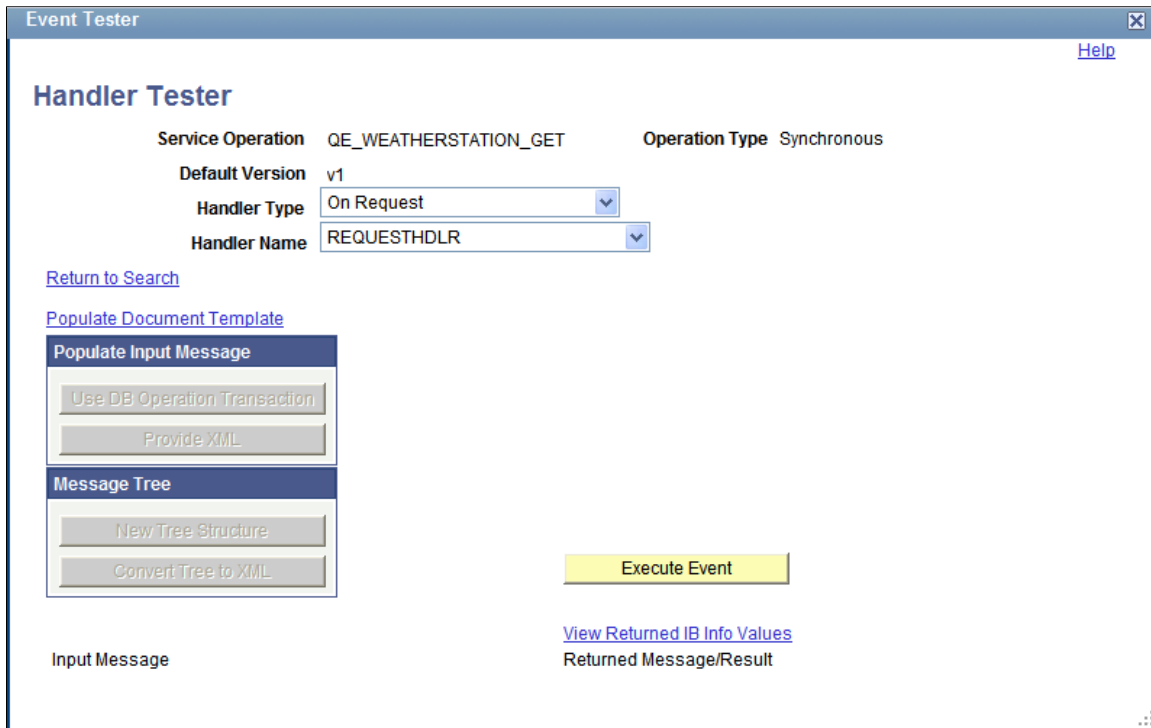 Event Tester
Help
Handler Tester
Service Operation QE_WEATHERSTATION_GET Operation Type Synchronous
Default Version v1
Handler Type On Request
Handler Name REQUESTHDLR
Return to Search
Populate Document Template
Populate Input Message
Use DB Operation Transaction
Provide XML
Message Tree
New Tree Structure
Convert Tree to XML
Execute Event
View Returned IB Info Values
Input Message Returned Message/Result